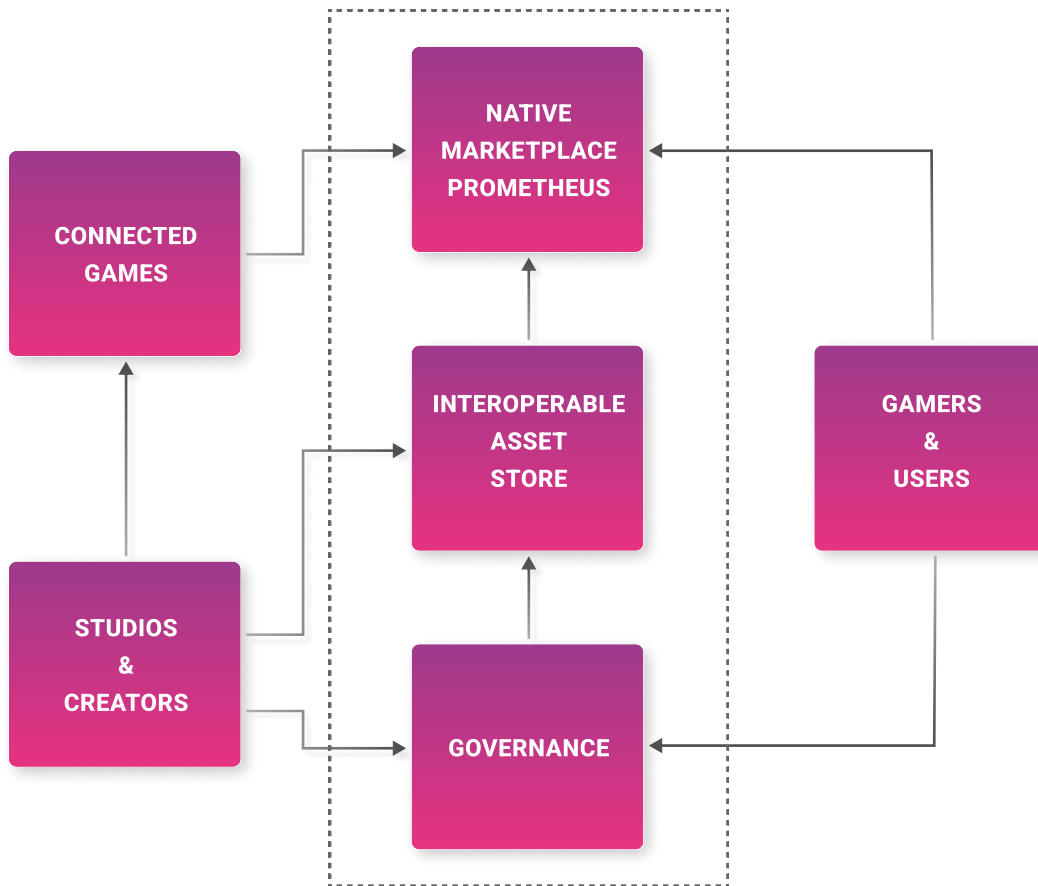 NATIVE
MARKETPLACE
PROMETHEUS
CONNECTED
GAMES
INTEROPERABLE
ASSET
STORE
GAMERS
&
USERS
STUDIOS
&
CREATORS
GOVERNANCE